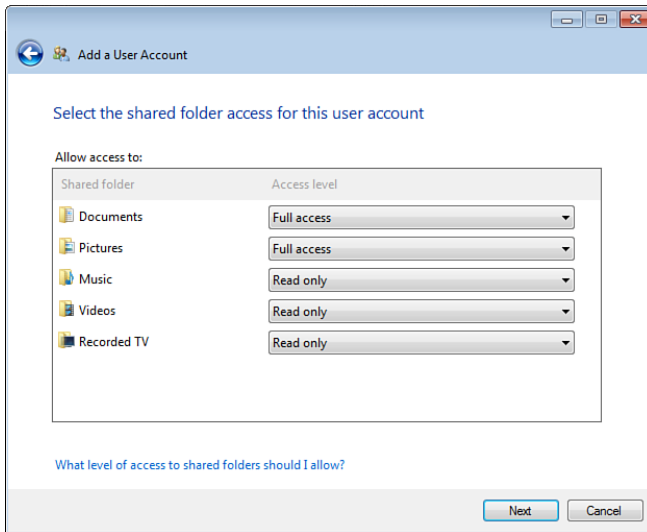 Add a User Account
Select the shared folder access for this user account
Allow access to:
Shared folder Access level
Documents Full access
Pictures Full access
Music Read only
Videos Read only
Recorded TV Read only
What level of access to shared folders should I allow?
Next Cancel